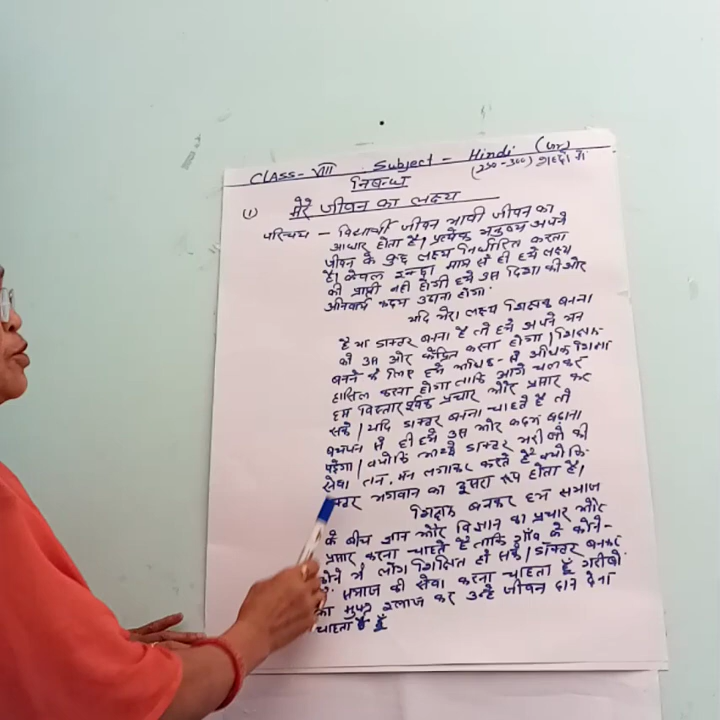 CLASS- VIII Subject - Hindi (Gr)
(250-300) शब्दो में
निबन्ध
(1) मेरे जीवन का लक्ष्य
परिचय - विद्यार्थी जीवन भावी जीवन का
आधार होता है। प्रत्येक मनुष्य अपने
जीवन के कुछ लक्ष्य निर्धारित करता
है। केवल इच्छा मात्र से ही हमे लक्ष्य
की प्राप्ती नही होगी हमे उस दिशा की ओर
अनिवार्य कदम उठाना होगा।
यदि मेरा लक्ष्य शिक्षक बनना
है या डाक्टर बनना है तो हमे अपने मन
को उस ओर केंद्रित करना होगा। शिक्षक
बनने के लिए हमे अधिक - से अधिक शिक्षा
हासिल करना होगा ताकि आगे चलकर
हम विस्तार पूर्वक प्रचार और प्रसार कर
सके। यदि डाक्टर बनना चाहते है तो
बचपन से ही हमे उस ओर कदम बढ़ाना
पड़ेगा। क्योकि डाक्टर मरीजो की
सेवा तन, मन लगाकर करते है क्योकि
डाक्टर भगवान का दूसरा रूप होता है।
शिक्षक बनकर हम समाज
के बीच ज्ञान और विज्ञान का प्रचार और
प्रसार करना चाहते है ताकि गाँव के कोने-
कोने में लोग शिक्षित हो सके। डॉक्टर बनकर
समाज की सेवा करना चाहता हूँ गरीबो
का मुफ्त इलाज कर उन्हे जीवन दान देना
चाहता हूँ